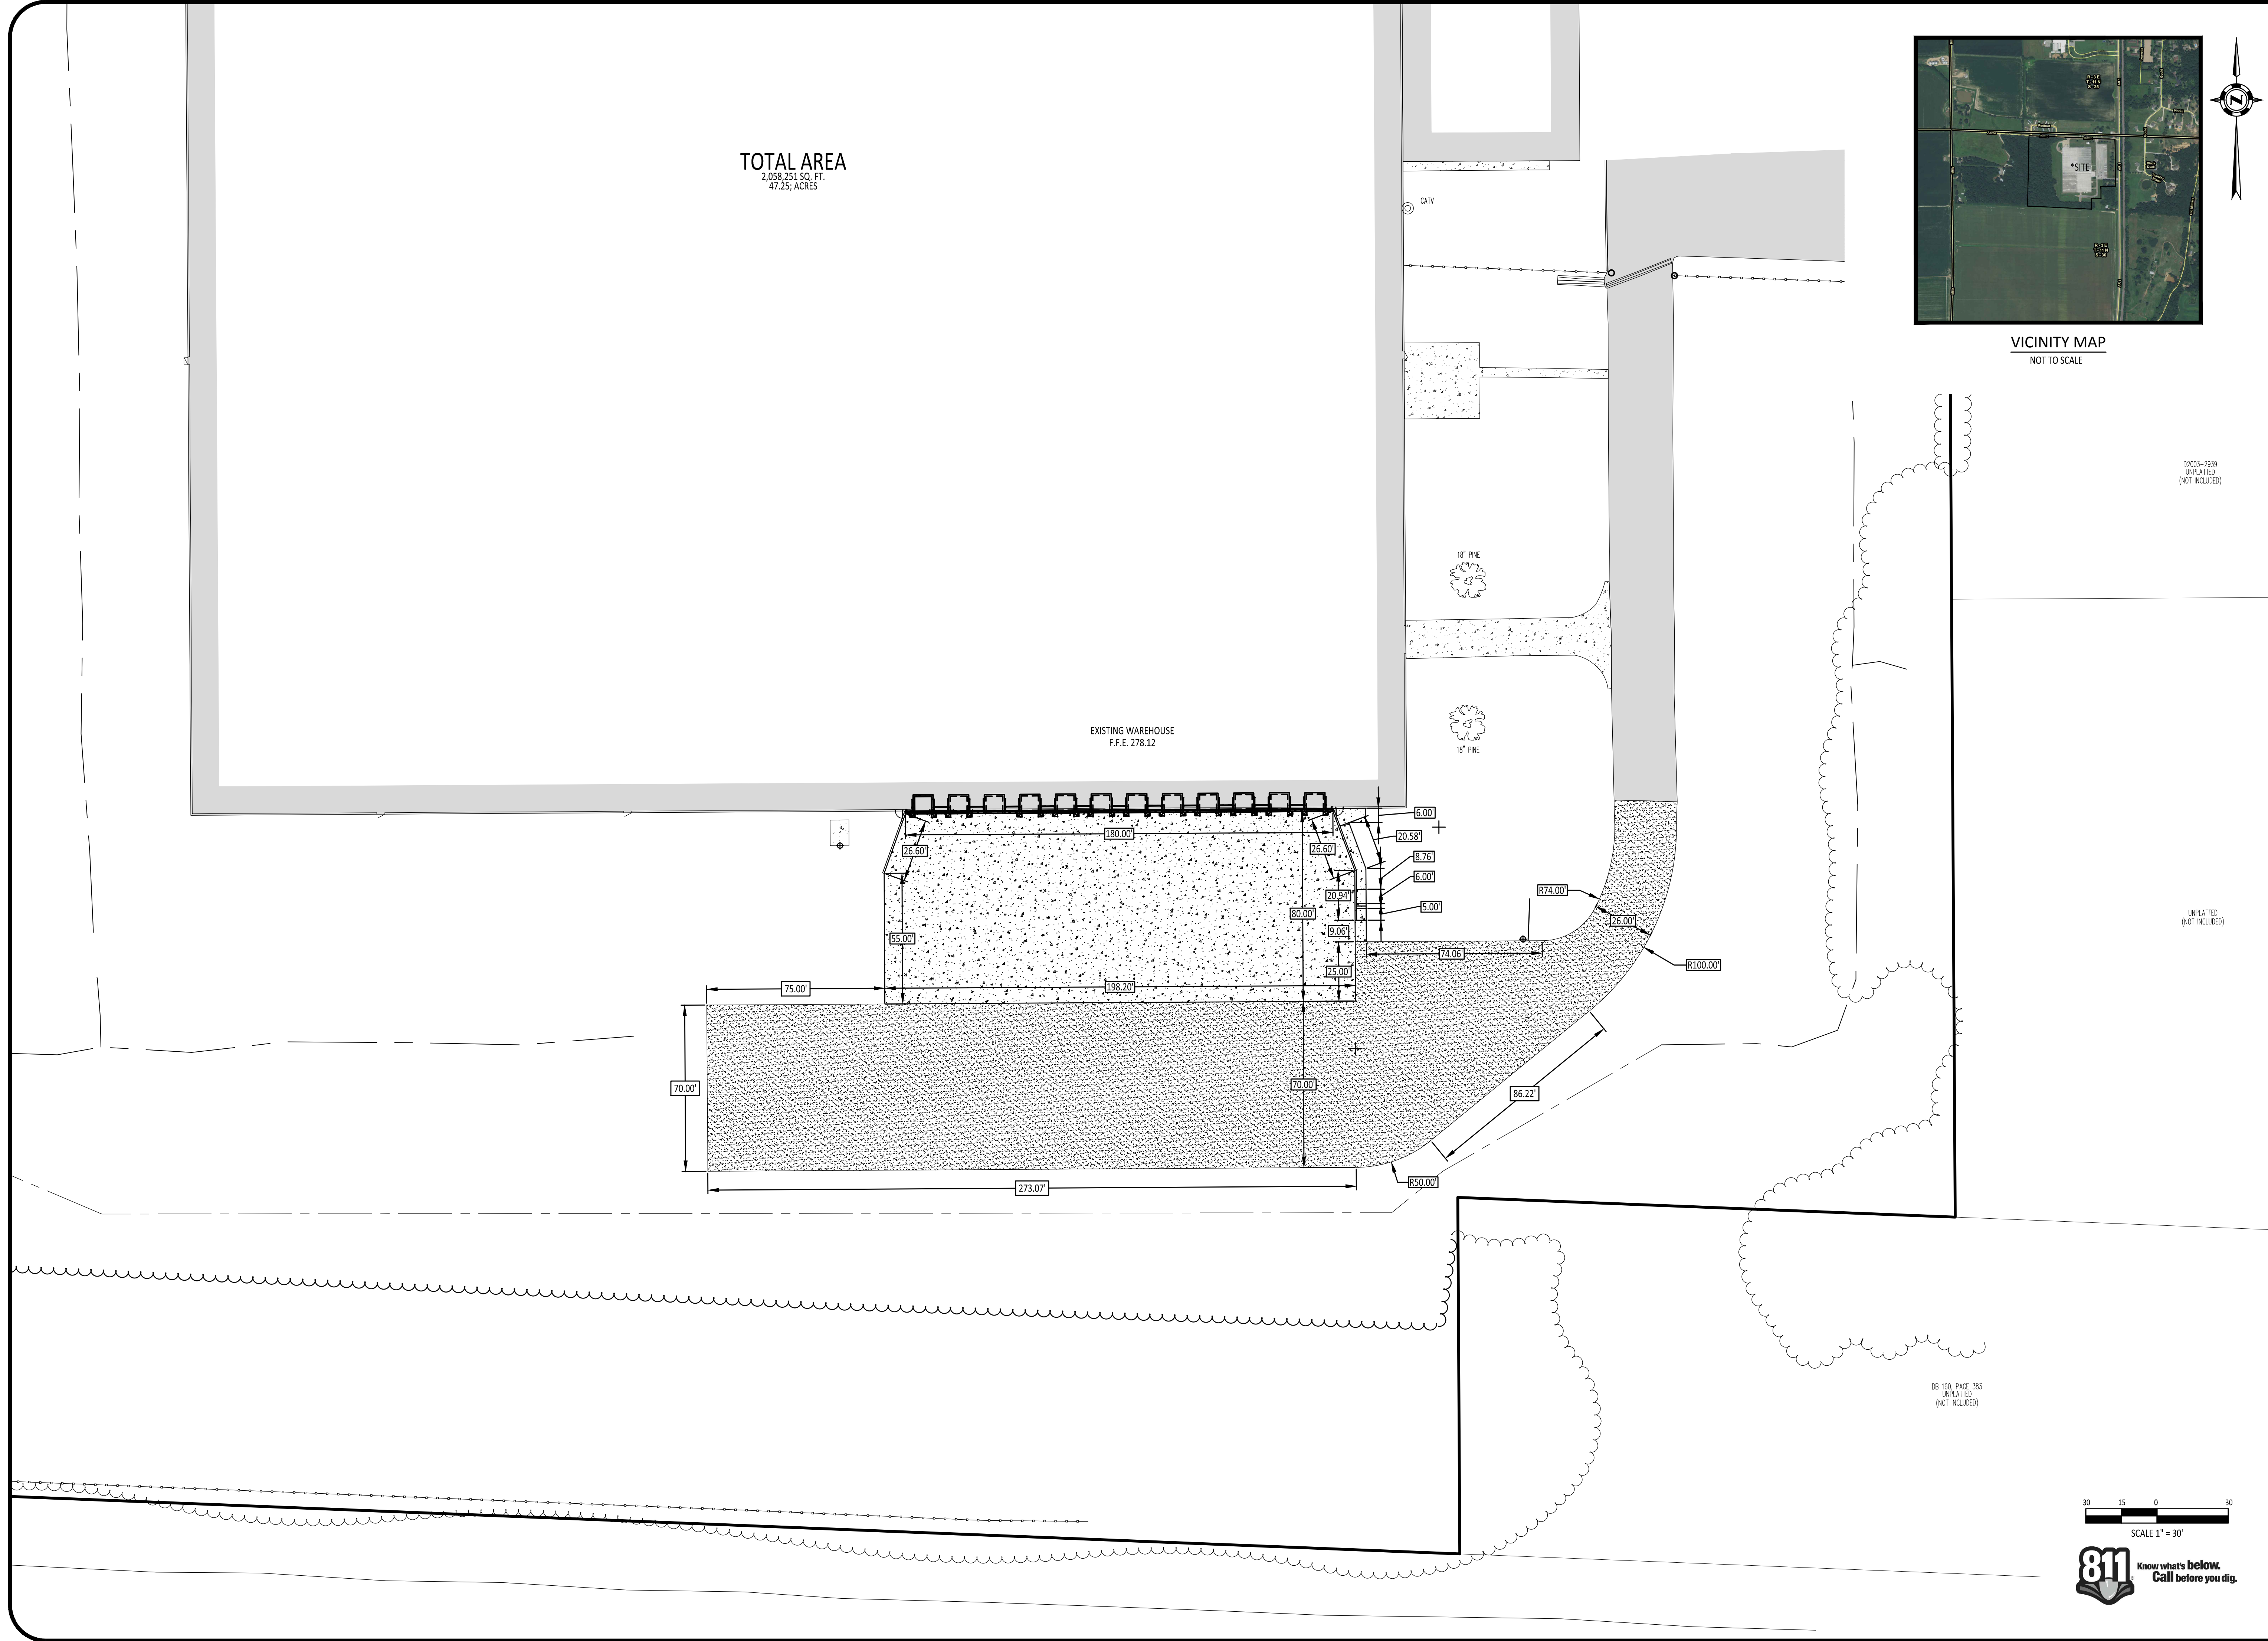 TOTAL AREA
2,058,251 SQ. FT.
47.25; ACRES
CATV
*SITE
N
VICINITY MAP
NOT TO SCALE
D2003-2939
UNPLATTED
(NOT INCLUDED)
18" PINE
EXISTING WAREHOUSE
F.F.E. 278.12
18" PINE
6.00'
180.00'
20.58'
26.60'
26.60'
8.76'
6.00'
R74.00'
20.94'
5.00'
80.00'
26.00'
UNPLATTED
(NOT INCLUDED)
9.06'
55.00'
74.06
R100.00'
25.00'
75.00'
198.20'
70.00'
70.00'
86.22'
R50.00'
273.07'
DB 160, PAGE 383
UNPLATTED
(NOT INCLUDED)
30 15 0 30
SCALE 1" = 30'
811
Know what's below.
Call before you dig.